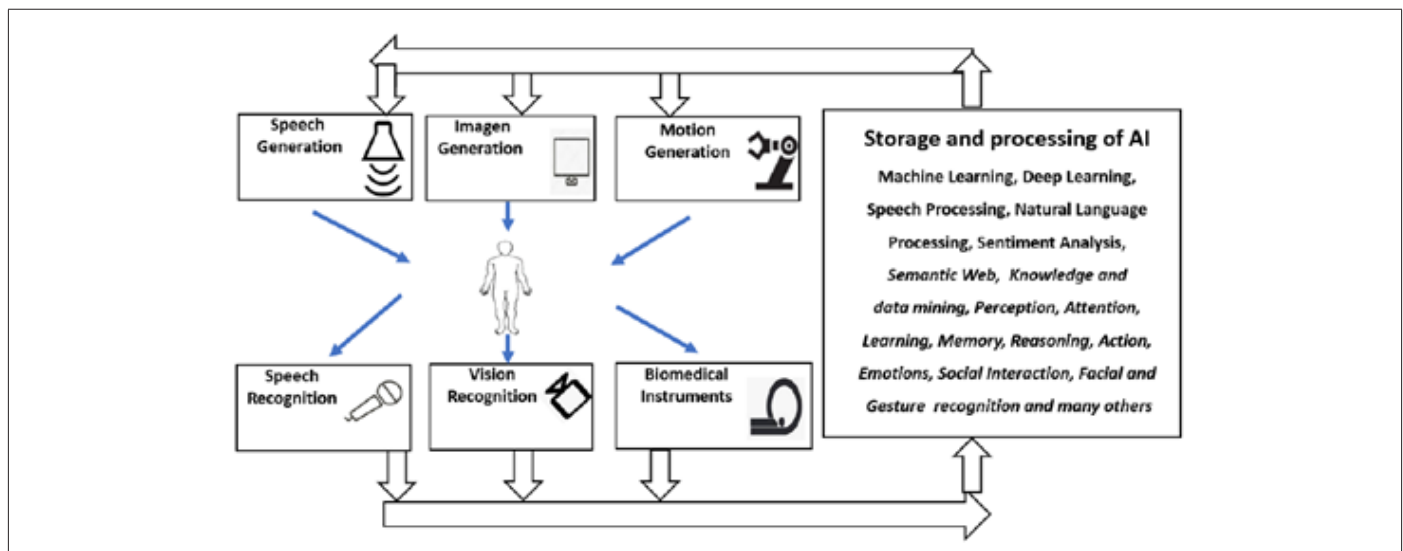 Speech
Generation
Imagen
Generation
Motion
Generation
Speech
Recognition
Vision
Recognition
Biomedical
Instruments
Storage and processing of AI
Machine Learning, Deep Learning,
Speech Processing, Natural Language
Processing, Sentiment Analysis,
Semantic Web, Knowledge and
data mining, Perception, Attention,
Learning, Memory, Reasoning, Action,
Emotions, Social Interaction, Facial and
Gesture recognition and many others